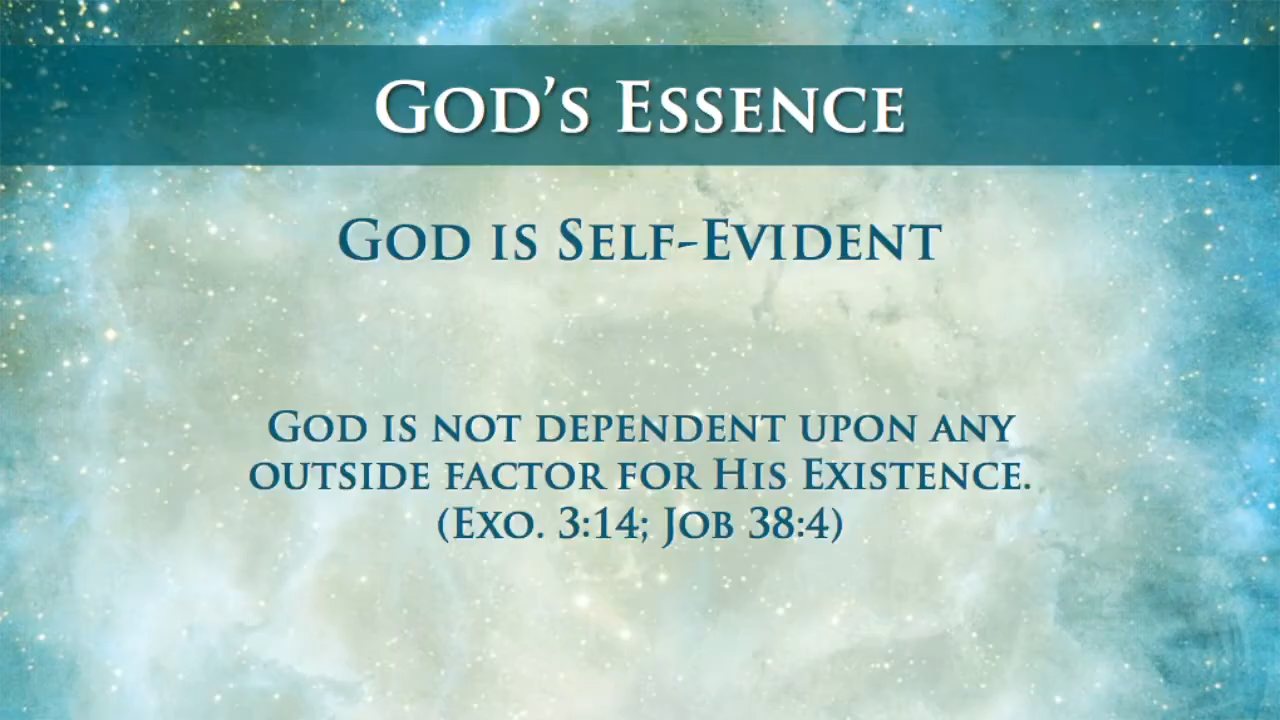 God's Essence
God is Self-Evident
God is not dependent upon any
outside factor for His Existence.
(Exo. 3:14; Job 38:4)